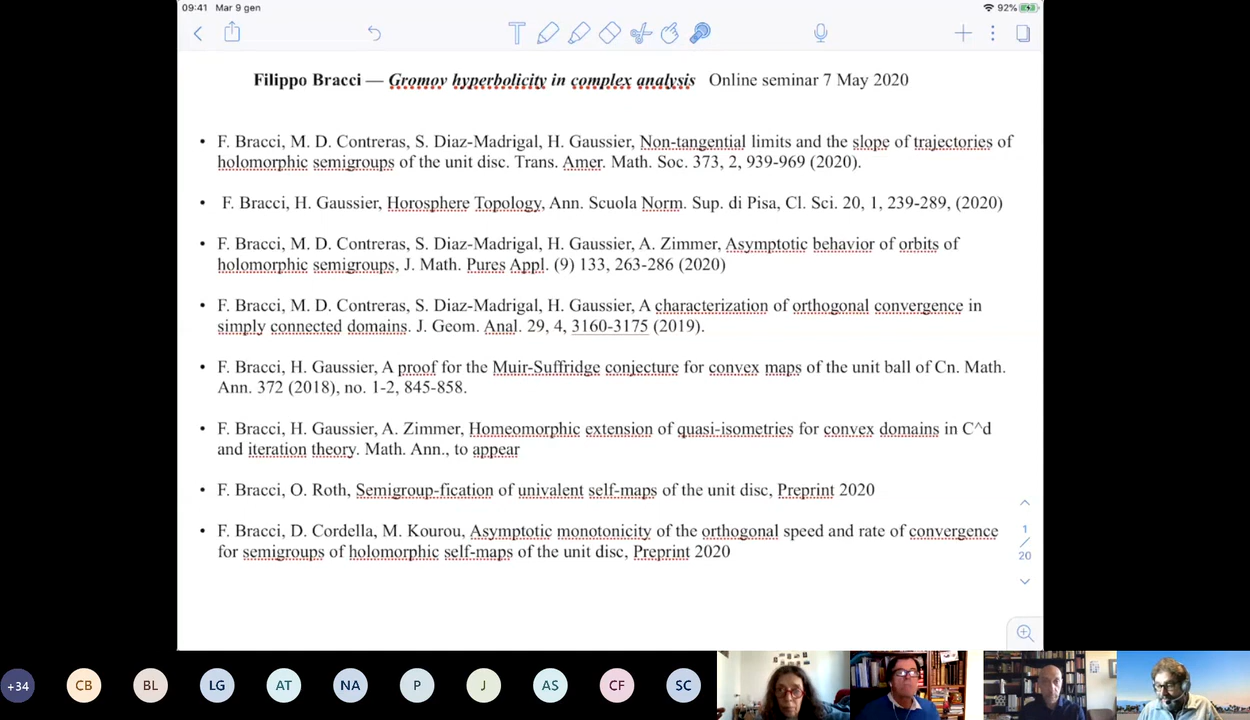 09:41 Mar 9 gen
92%
T
Filippo Bracci — Gromov hyperbolicity in complex analysis Online seminar 7 May 2020
• F. Bracci, M. D. Contreras, S. Diaz-Madrigal, H. Gaussier, Non-tangential limits and the slope of trajectories of
holomorphic semigroups of the unit disc. Trans. Amer. Math. Soc. 373, 2, 939-969 (2020).
• F. Bracci, H. Gaussier, Horosphere Topology, Ann. Scuola Norm. Sup. di Pisa, Cl. Sci. 20, 1, 239-289, (2020)
• F. Bracci, M. D. Contreras, S. Diaz-Madrigal, H. Gaussier, A. Zimmer, Asymptotic behavior of orbits of
holomorphic semigroups, J. Math. Pures Appl. (9) 133, 263-286 (2020)
• F. Bracci, M. D. Contreras, S. Diaz-Madrigal, H. Gaussier, A characterization of orthogonal convergence in
simply connected domains. J. Geom. Anal. 29, 4, 3160-3175 (2019).
• F. Bracci, H. Gaussier, A proof for the Muir-Suffridge conjecture for convex maps of the unit ball of Cn. Math.
Ann. 372 (2018), no. 1-2, 845-858.
• F. Bracci, H. Gaussier, A. Zimmer, Homeomorphic extension of quasi-isometries for convex domains in C^d
and iteration theory. Math. Ann., to appear
• F. Bracci, O. Roth, Semigroup-fication of univalent self-maps of the unit disc, Preprint 2020
• F. Bracci, D. Cordella, M. Kourou, Asymptotic monotonicity of the orthogonal speed and rate of convergence
for semigroups of holomorphic self-maps of the unit disc, Preprint 2020
1
/
20
+34 CB BL LG AT NA P J AS CF SC